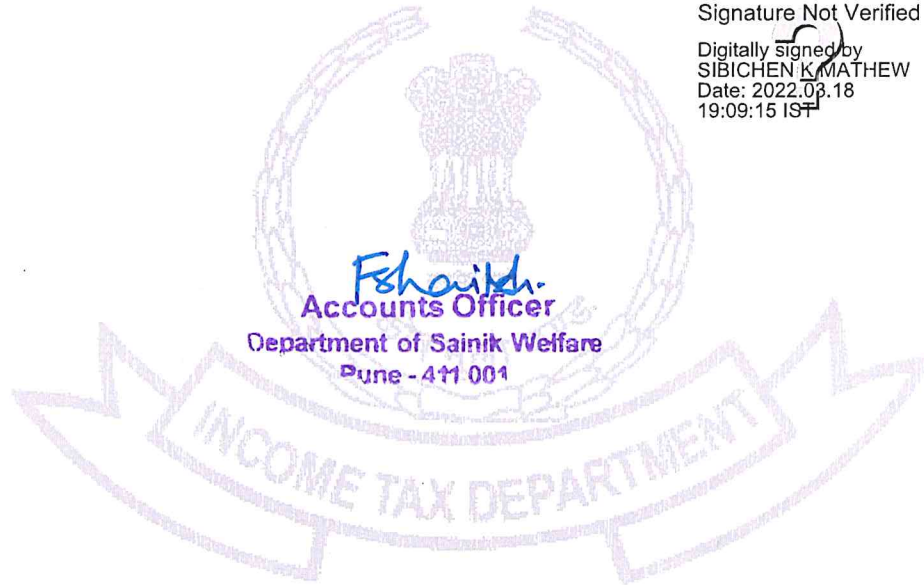 Signature Not Verified
Digitally signed by
SIBICHEN K MATHEW
Date: 2022.03.18
19:09:15 IST
Fshaikh.
Accounts Officer
Department of Sainik Welfare
Pune - 411 001
INCOME TAX DEPARTMENT